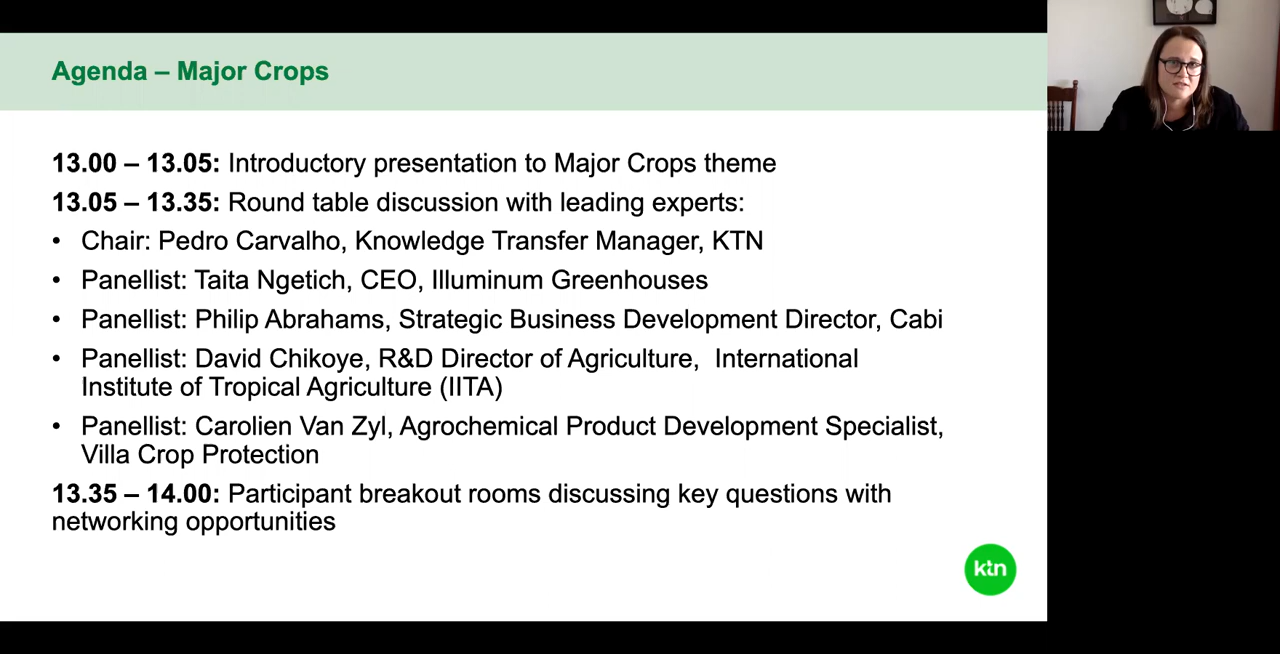 Agenda – Major Crops
13.00 – 13.05: Introductory presentation to Major Crops theme
13.05 – 13.35: Round table discussion with leading experts:
• Chair: Pedro Carvalho, Knowledge Transfer Manager, KTN
• Panellist: Taita Ngetich, CEO, Illuminum Greenhouses
• Panellist: Philip Abrahams, Strategic Business Development Director, Cabi
• Panellist: David Chikoye, R&D Director of Agriculture,  International
Institute of Tropical Agriculture (IITA)
• Panellist: Carolien Van Zyl, Agrochemical Product Development Specialist,
Villa Crop Protection
13.35 – 14.00: Participant breakout rooms discussing key questions with
networking opportunities
ktn